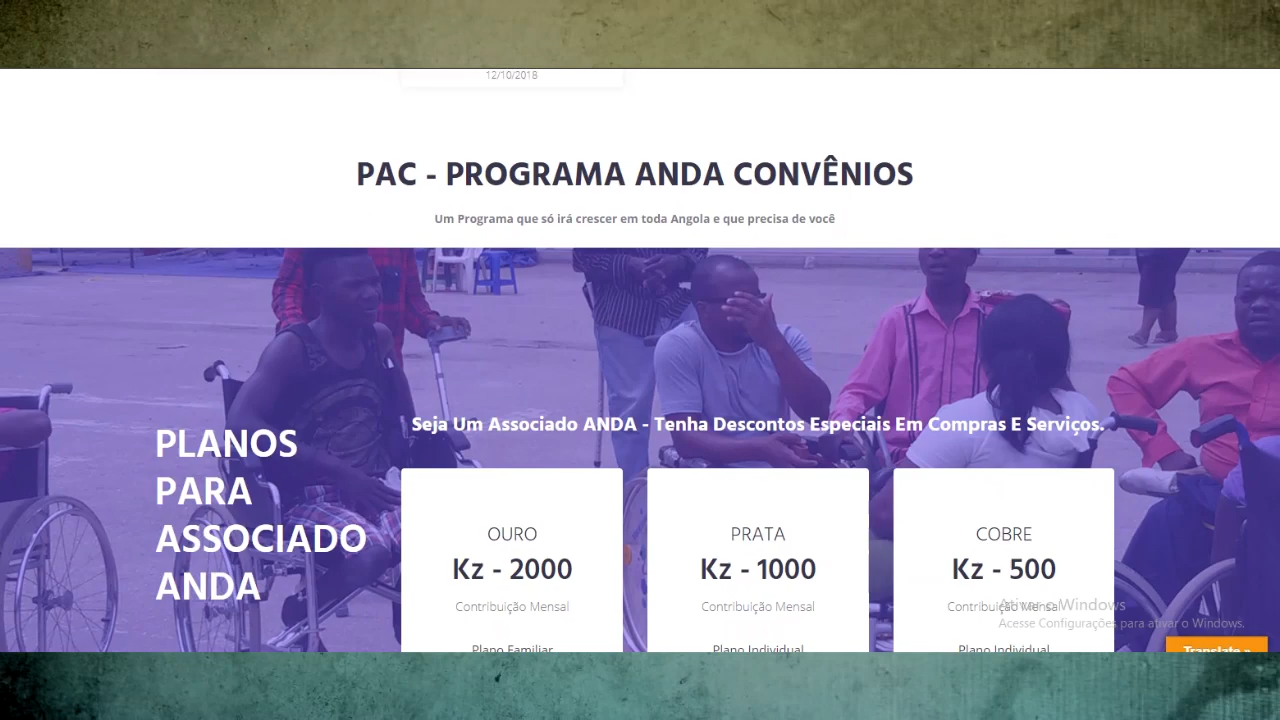 12/10/2018
PAC - PROGRAMA ANDA CONVÊNIOS
Um Programa que só irá crescer em toda Angola e que precisa de você
Seja Um Associado ANDA - Tenha Descontos Especiais Em Compras E Serviços.
PLANOS
PARA
ASSOCIADO
ANDA
OURO
Kz - 2000
Contribuição Mensal
Plano Familiar
PRATA
Kz - 1000
Contribuição Mensal
Plano Individual
COBRE
Kz - 500
Contribuição Mensal
Plano Individual
Ativar o Windows
Acesse Configurações para ativar o Windows.
Translate »